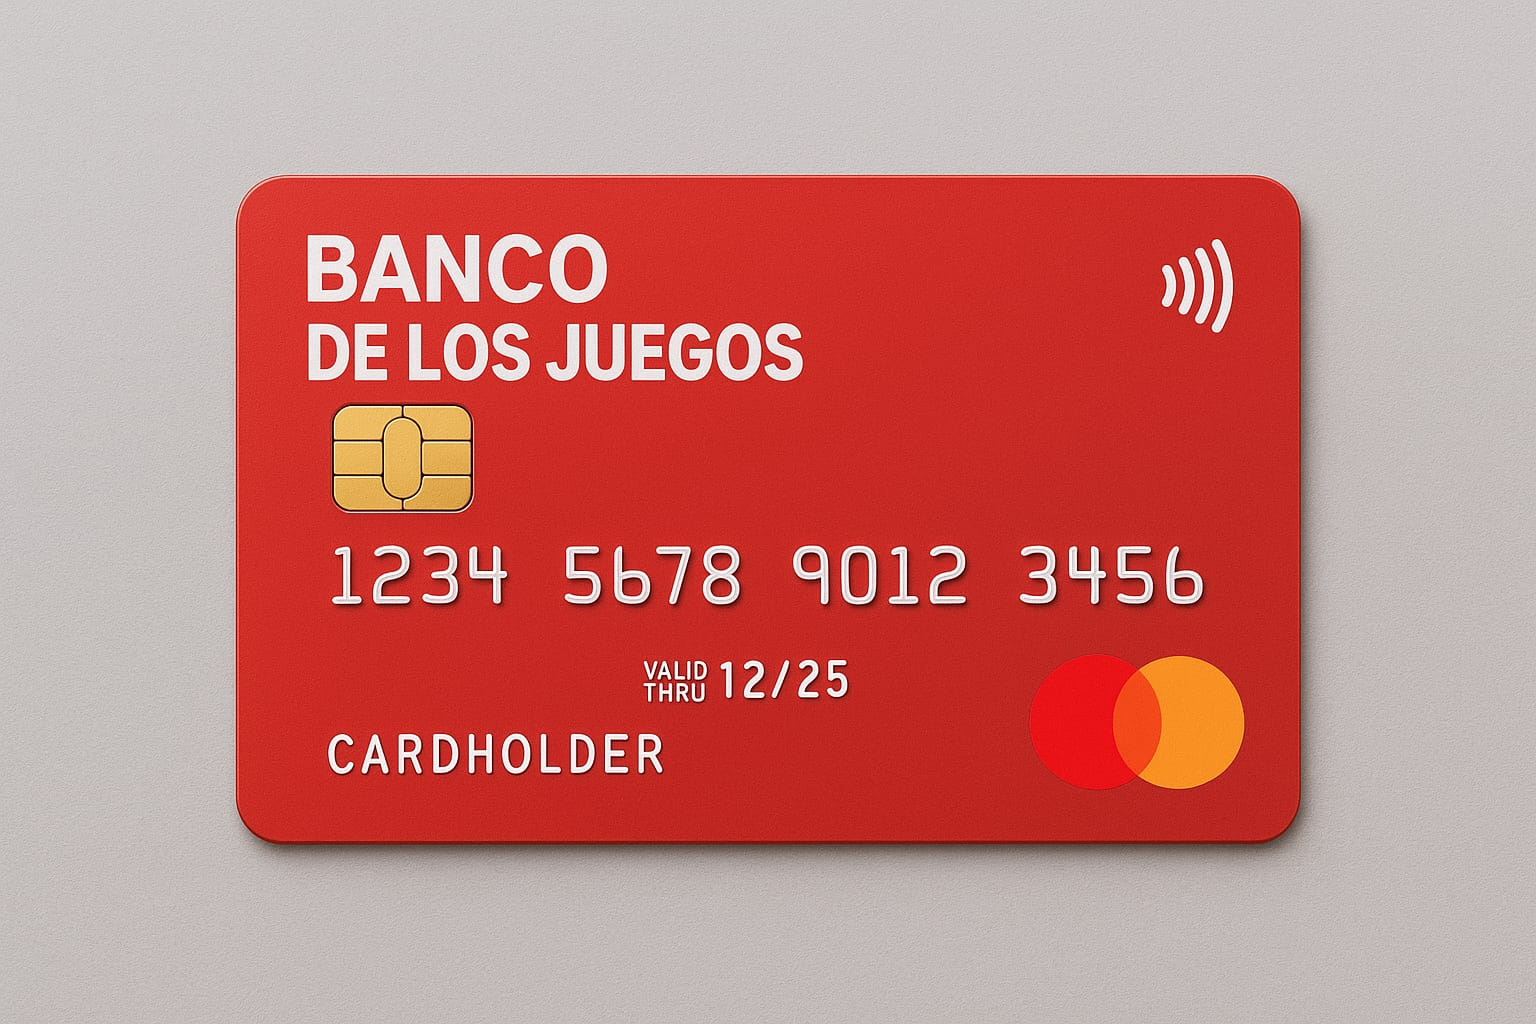 BANCO
DE LOS JUEGOS
1234 5678 9012 3456
VALID
THRU 12/25
CARDHOLDER